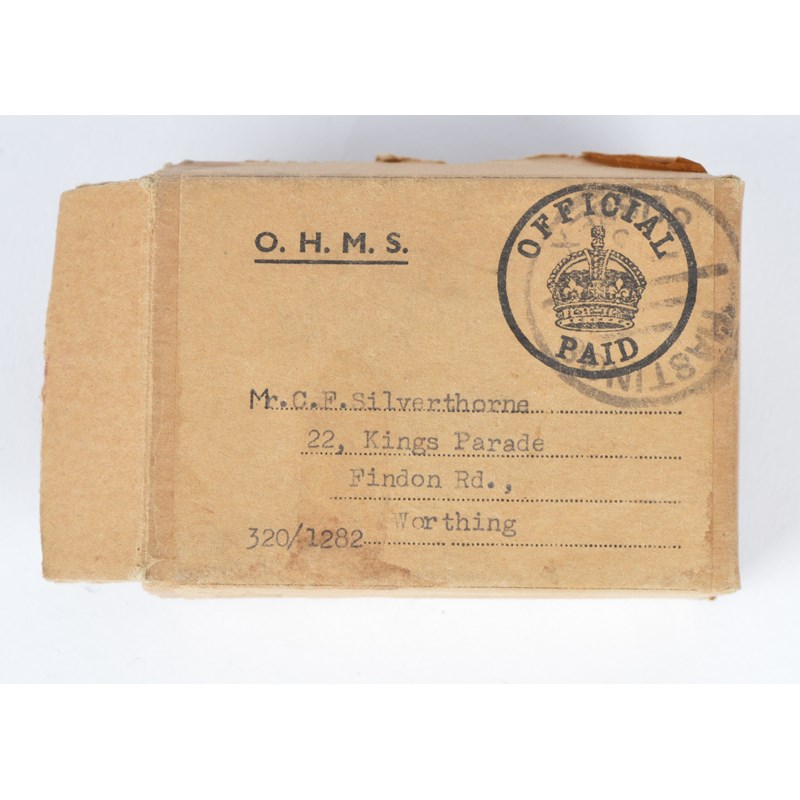 O. H. M. S.
OFFICIAL
PAID
Mr.C.F.Silverthorne
22, Kings Parade
Findon Rd.,
Worthing
320/1282